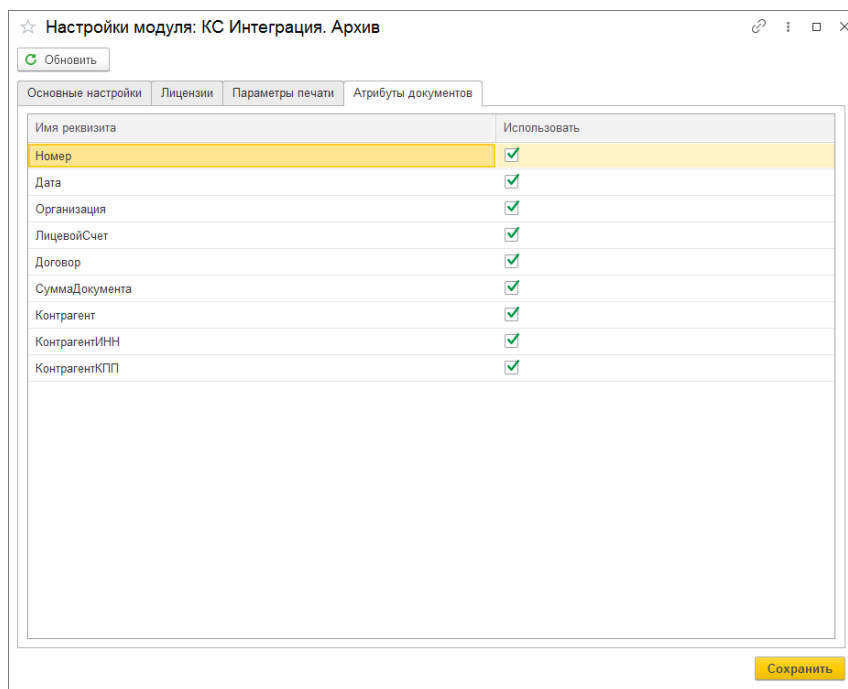 Настройки модуля: КС Интеграция. Архив
Обновить
Основные настройки Лицензии Параметры печати Атрибуты документов
Имя реквизита Использовать
Номер
Дата
Организация
ЛицевойСчет
Договор
СуммаДокумента
Контрагент
КонтрагентИНН
КонтрагентКПП
Сохранить